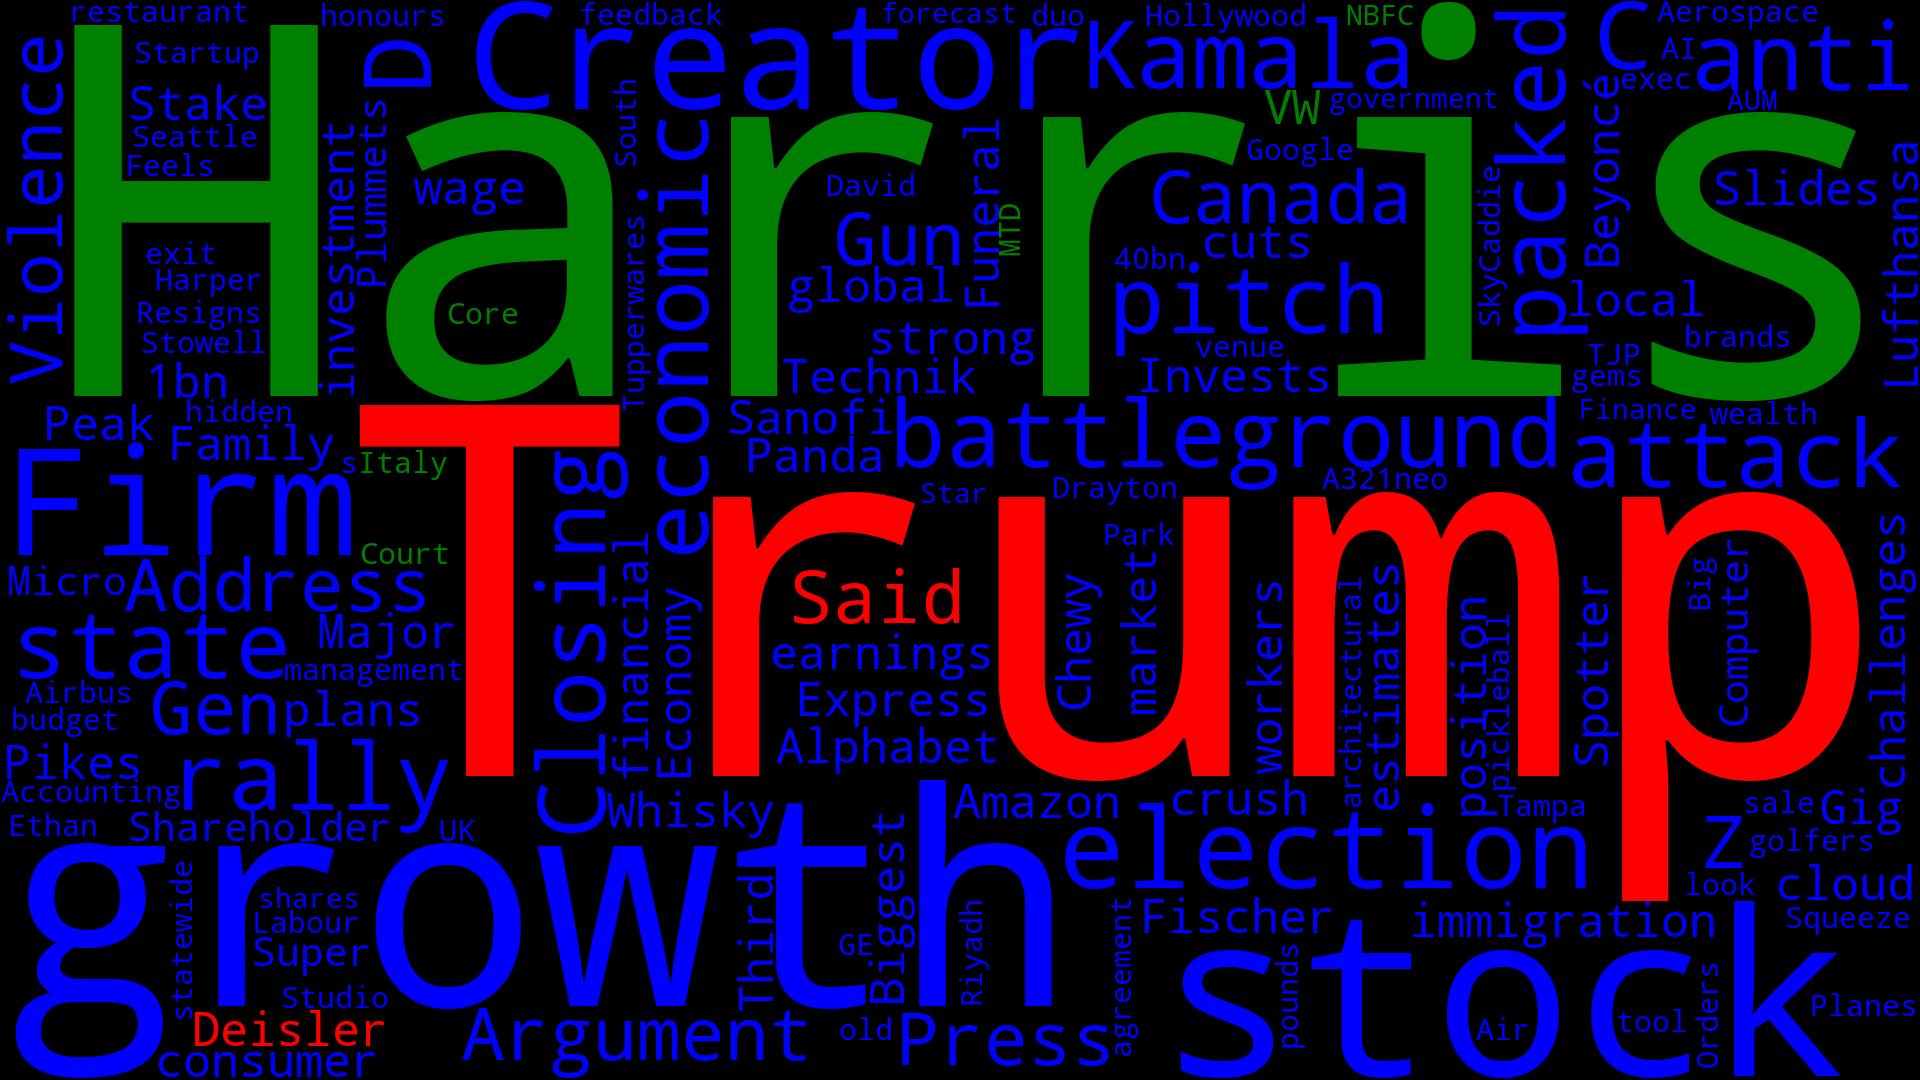 restaurant
honours
Creator
feedback
forecast
duo
Hollywood
NBFC
Aerospace
Violence
Harris
Startup
D
Kamala
packed
C
AI
anti
exec
Stake
Seattle
Feels
investment
Plummets
South
economic
Funeral
VW
government
Beyoncé
AUM
Google
wage
David
Gun
MTD
Canada
SkyCaddie
Slides
Lufthansa
exit
Harper
Resigns
Stowell
1bn
Core
Tupperwares
global
strong
Technik
40bn
cuts
pitch
venue
Invests
local
brands
TJP
gems
Peak
hidden
Family
Sanofi
Panda
battleground
Finance
wealth
attack
Firm
s
Italy
Trump
Closing
Star
Drayton
A321neo
Court
Park
Micro
Address
financial
Economy
Said
Chewy
market
workers
architectural
estimates
position
pickleball
Spotter
Big
Computer
challenges
state
Major
management
earnings
Airbus
budget
Gen
plans
Express
Alphabet
Pikes
rally
Accounting
Ethan
Shareholder
UK
Whisky
Amazon
crush
Tampa
sale
Gig
growth
election
Z
golfers
statewide
shares
Labour
Super
Third
GE
Biggest
Riyadh
agreement
Fischer
immigration
look
cloud
Squeeze
Studio
Deisler
consumer
Argument
old
Press
pounds
stock
Air
tool
Orders
Planes